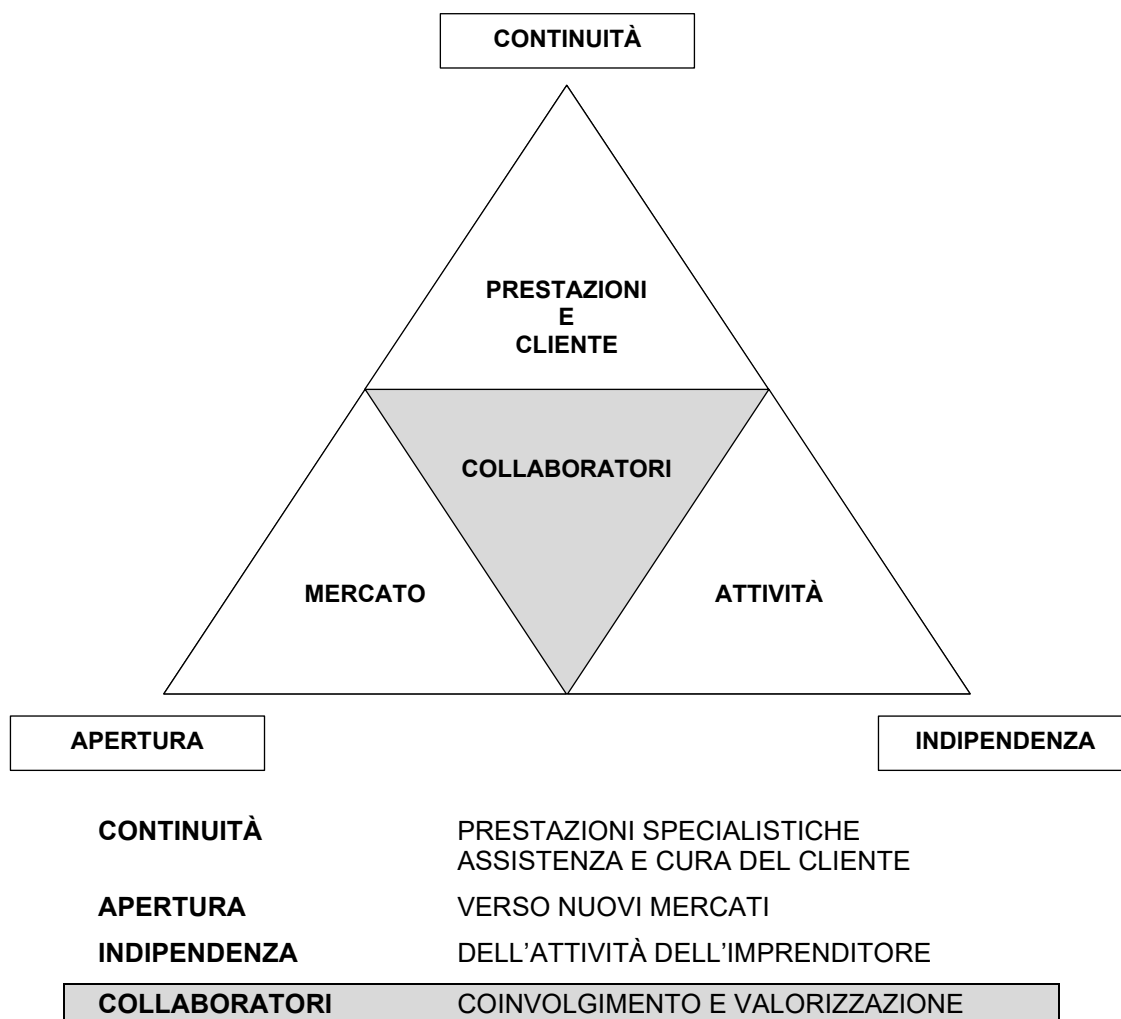 CONTINUITÀ
PRESTAZIONI
E
CLIENTE
COLLABORATORI
MERCATO
ATTIVITÀ
APERTURA
INDIPENDENZA
CONTINUITÀ PRESTAZIONI SPECIALISTICHE
ASSISTENZA E CURA DEL CLIENTE
APERTURA VERSO NUOVI MERCATI
INDIPENDENZA DELL’ATTIVITÀ DELL’IMPRENDITORE
COLLABORATORI COINVOLGIMENTO E VALORIZZAZIONE